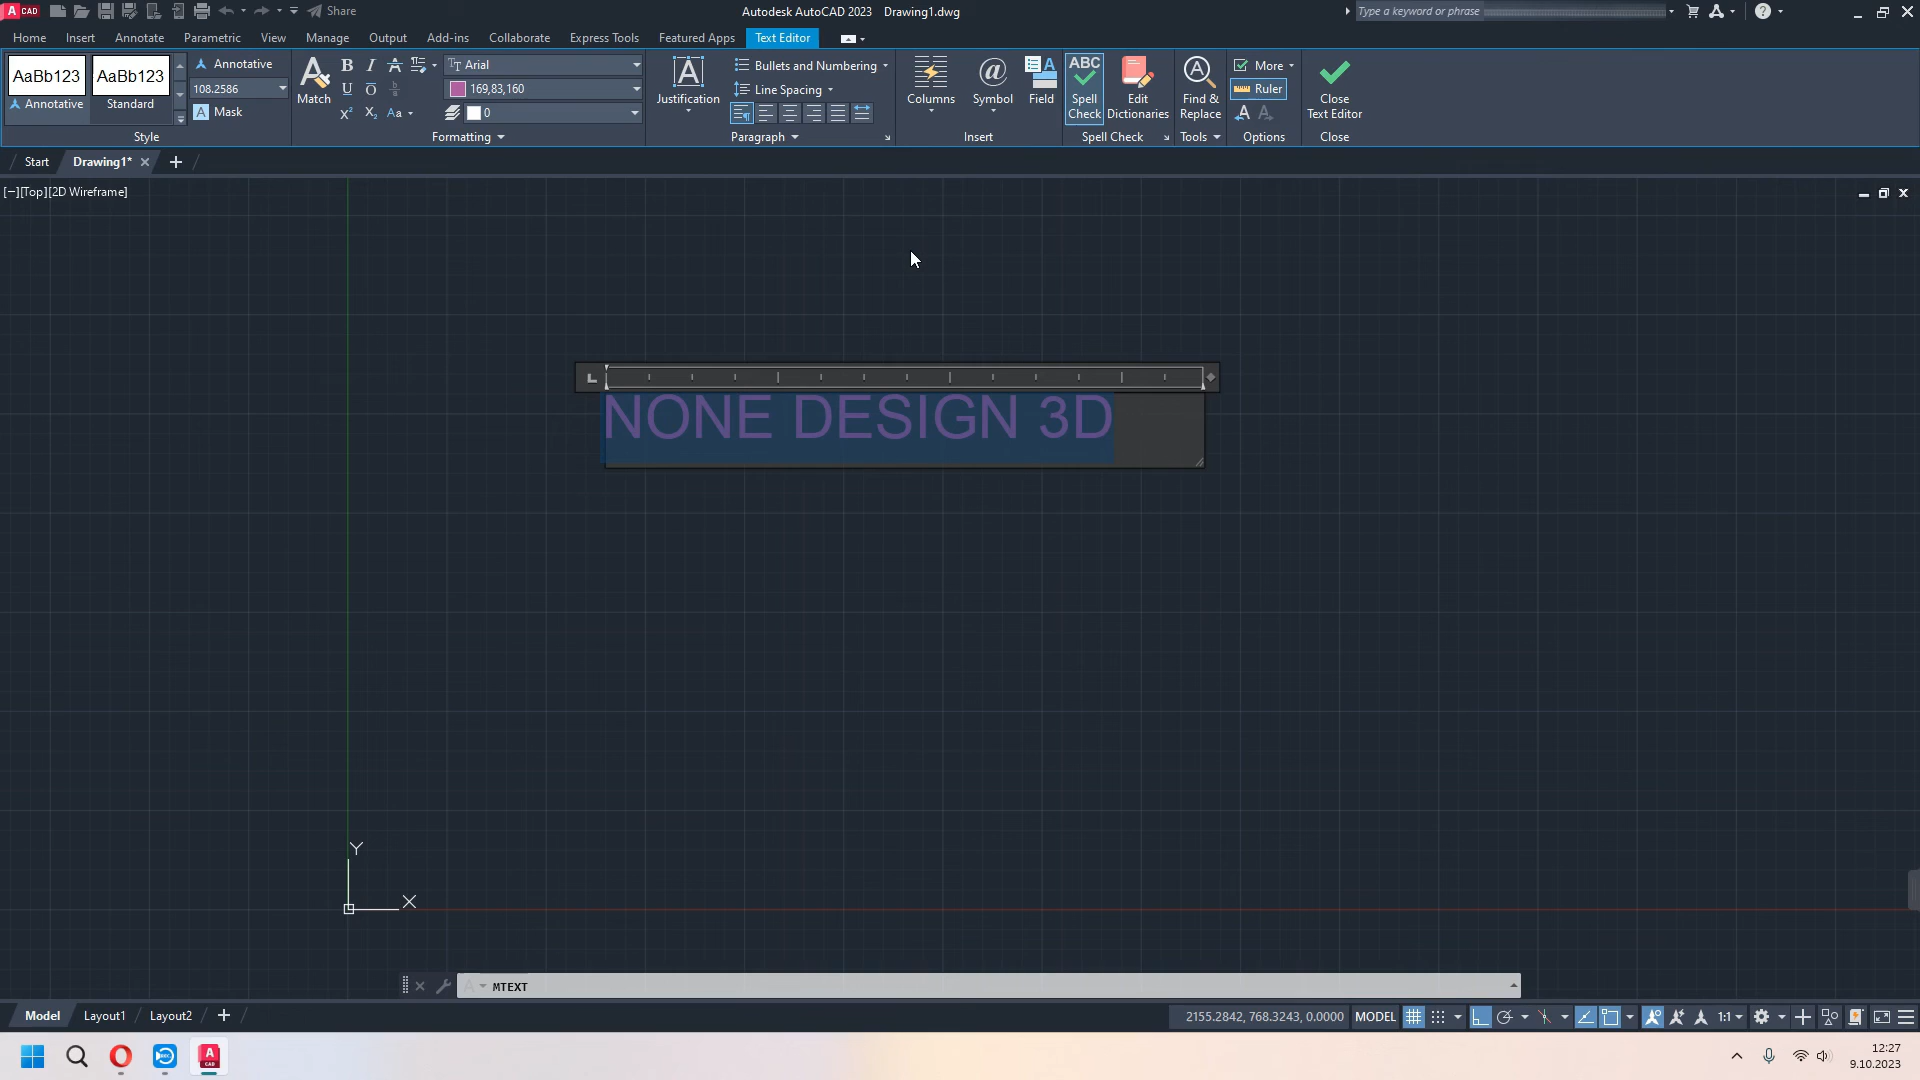 A CAD
Share
Autodesk AutoCAD 2023 Drawing1.dwg
Type a keyword or phrase
Home Insert Annotate Parametric View Manage Output Add-ins Collaborate Express Tools Featured Apps Text Editor
AaBb123 AaBb123
Annotative Standard
Annotative
108.2586
A Mask
Style
Match
B I A
U O b/a
X² X₂ Aa
Arial
169,83,160
0
Formatting
Justification
Bullets and Numbering
Line Spacing
Paragraph
Columns
@ Symbol
A Field
Insert
ABC
Spell Check
Edit Dictionaries
Spell Check
Find & Replace
Tools
More
Ruler
Options
Close Text Editor
Close
Start Drawing1* +
[−][Top][2D Wireframe]
NONE DESIGN 3D
Y
X
MTEXT
Model Layout1 Layout2 +
2155.2842, 768.3243, 0.0000 MODEL 1:1
12:27
9.10.2023